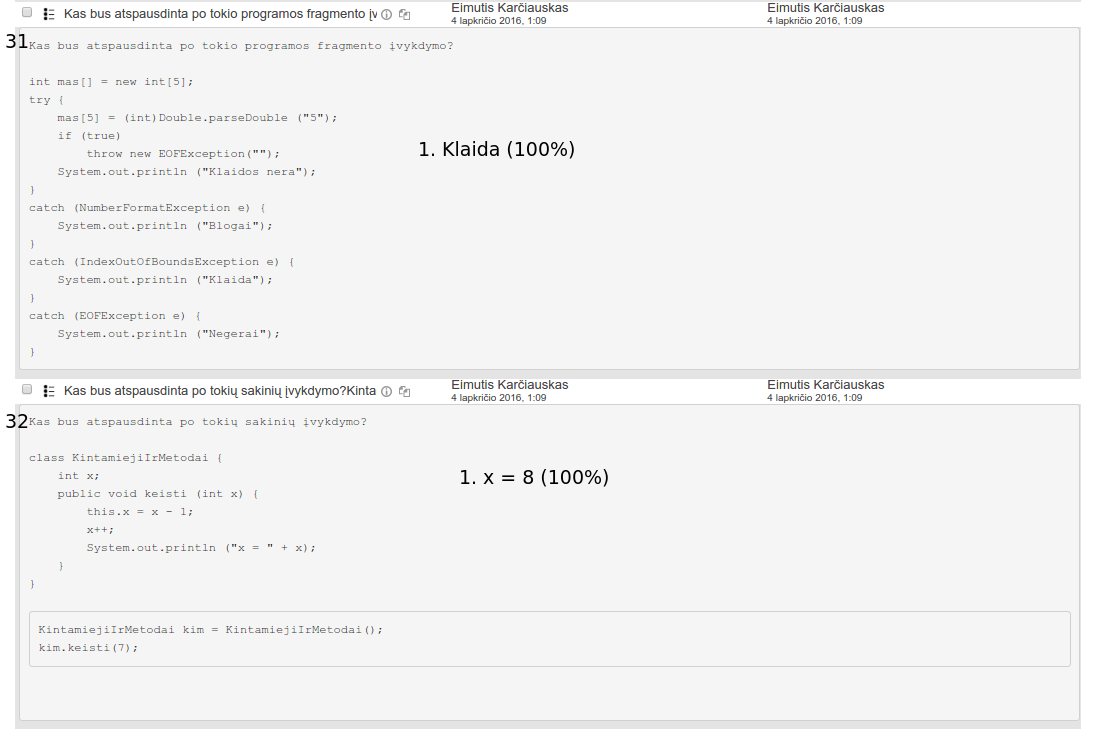 Kas bus atspausdinta po tokio programos fragmento įv Eimutis Karčiauskas Eimutis Karčiauskas
4 lapkričio 2016, 1:09 4 lapkričio 2016, 1:09
31 Kas bus atspausdinta po tokio programos fragmento įvykdymo?
int mas[] = new int[5];
try {
mas[5] = (int)Double.parseDouble ("5");
if (true)
1. Klaida (100%)
throw new EOFException("");
System.out.println ("Klaidos nera");
}
catch (NumberFormatException e) {
System.out.println ("Blogai");
}
catch (IndexOutOfBoundsException e) {
System.out.println ("Klaida");
}
catch (EOFException e) {
System.out.println ("Negerai");
}
Kas bus atspausdinta po tokių sakinių įvykdymo?Kinta Eimutis Karčiauskas Eimutis Karčiauskas
4 lapkričio 2016, 1:09 4 lapkričio 2016, 1:09
32 Kas bus atspausdinta po tokių sakinių įvykdymo?
class KintamiejiIrMetodai {
int x; 1. x = 8 (100%)
public void keisti (int x) {
this.x = x - 1;
x++;
System.out.println ("x = " + x);
}
}
KintamiejiIrMetodai kim = KintamiejiIrMetodai();
kim.keisti(7);